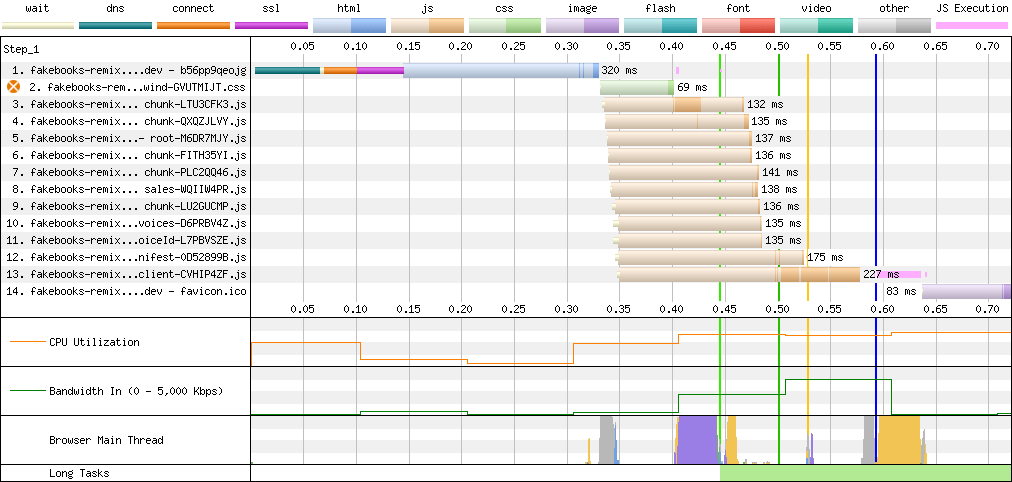 wait dns connect ssl html js css image flash font video other JS Execution
Step_1 0.05 0.10 0.15 0.20 0.25 0.30 0.35 0.40 0.45 0.50 0.55 0.60 0.65 0.70
1. fakebooks-remix....dev - b56pp9qeojg 320 ms
2. fakebooks-rem...wind-GVUTMIJT.css 69 ms
3. fakebooks-remix... chunk-LTU3CFK3.js 132 ms
4. fakebooks-remix... chunk-QXQZJLVY.js 135 ms
5. fakebooks-remix...- root-M6DR7MJY.js 137 ms
6. fakebooks-remix... chunk-FITH35YI.js 136 ms
7. fakebooks-remix... chunk-PLC2QQ46.js 141 ms
8. fakebooks-remix... sales-WQIIW4PR.js 138 ms
9. fakebooks-remix... chunk-LU2GUCMP.js 136 ms
10. fakebooks-remix...voices-D6PRBV4Z.js 135 ms
11. fakebooks-remix...oiceId-L7PBVSZE.js 135 ms
12. fakebooks-remix...nifest-OD52899B.js 175 ms
13. fakebooks-remix...client-CVHIP4ZF.js 227 ms
14. fakebooks-remix....dev - favicon.ico 83 ms
0.05 0.10 0.15 0.20 0.25 0.30 0.35 0.40 0.45 0.50 0.55 0.60 0.65 0.70
CPU Utilization
Bandwidth In (0 - 5,000 Kbps)
Browser Main Thread
Long Tasks